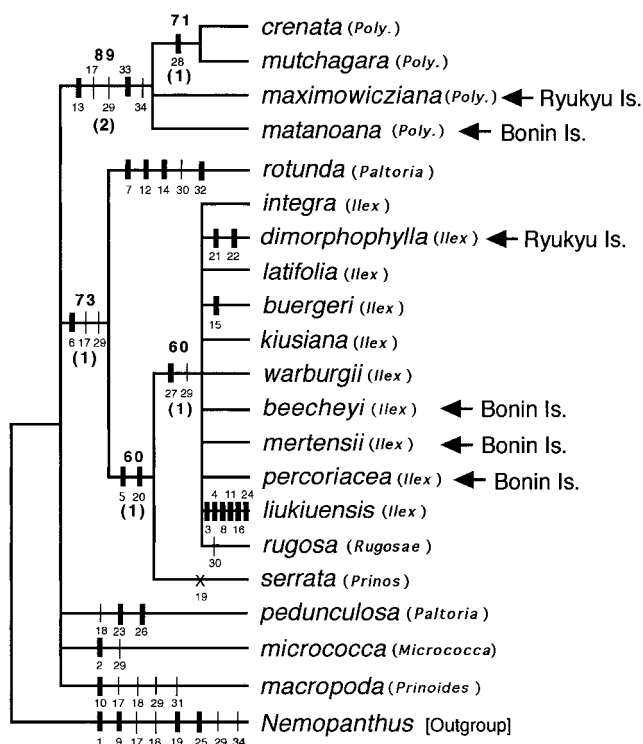 71
crenata (Poly.)
89
28
17 33
(1)
mutchagara (Poly.)
13 29 34
maximowicziana (Poly.) Ryukyu Is.
(2)
matanoana (Poly.) Bonin Is.
rotunda (Paltoria)
7 12 14 30 32
integra (Ilex)
dimorphophylla (Ilex) Ryukyu Is.
21 22
latifolia (Ilex)
73
buergeri (Ilex)
15
6 17 29
kiusiana (Ilex)
(1)
60
warburgii (Ilex)
27 29
(1)
beecheyi (Ilex) Bonin Is.
mertensii (Ilex) Bonin Is.
60
percoriacea (Ilex) Bonin Is.
5 20
4 11 24
(1)
liukiuensis (Ilex)
3 8 16
rugosa (Rugosae)
30
serrata (Prinos)
X
19
pedunculosa (Paltoria)
18 23 26
micrococca (Micrococca)
2 29
macropoda (Prinoides)
10 17 18 29 31
Nemopanthus [Outgroup]
1 9 17 18 19 25 29 34